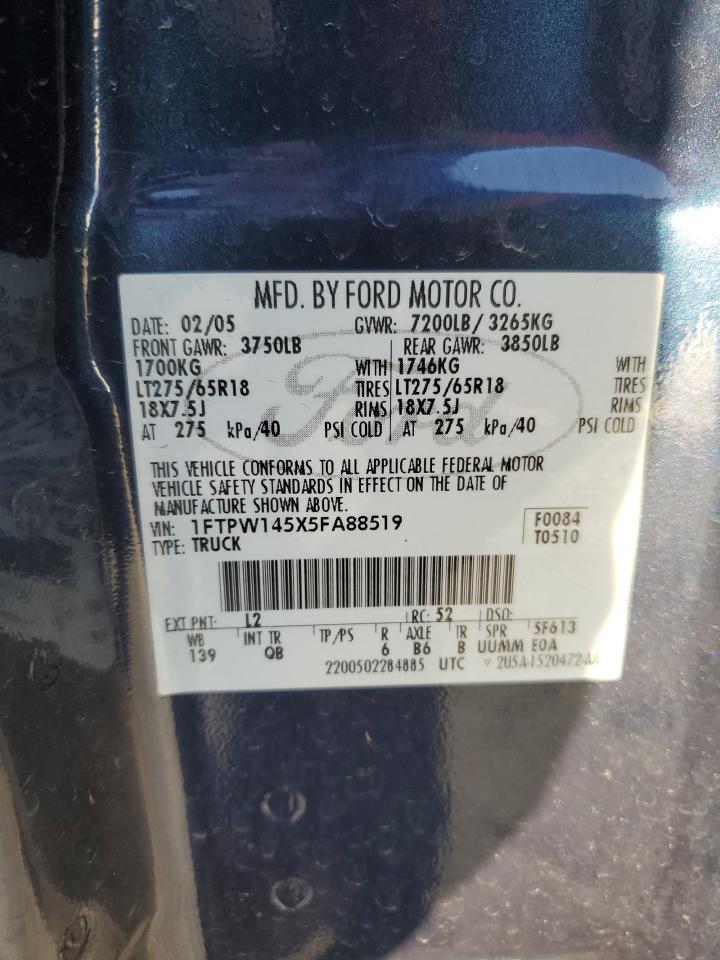 MFD. BY FORD MOTOR CO.
DATE: 02/05 GVWR: 7200LB/ 3265KG
FRONT GAWR: 3750LB REAR GAWR: 3850LB
1700KG WITH 1746KG WITH
LT275/65R18 TIRES LT275/65R18 TIRES
18X7.5J RIMS 18X7.5J RIMS
AT 275 kPa/40 PSI COLD AT 275 kPa/40 PSI COLD
Ford
THIS VEHICLE CONFORMS TO ALL APPLICABLE FEDERAL MOTOR
VEHICLE SAFETY STANDARDS IN EFFECT ON THE DATE OF
MANUFACTURE SHOWN ABOVE.
VIN: 1FTPW145X5FA88519 F0084
TYPE: TRUCK T0510
EXT PNT: L2 RC: 52 DSO:
WB INT TR TP/PS R AXLE TR SPR 5F613
139 QB 6 B6 B UUMM EOA
2200502284885 UTC ▽ 2U5A-1520472-AA